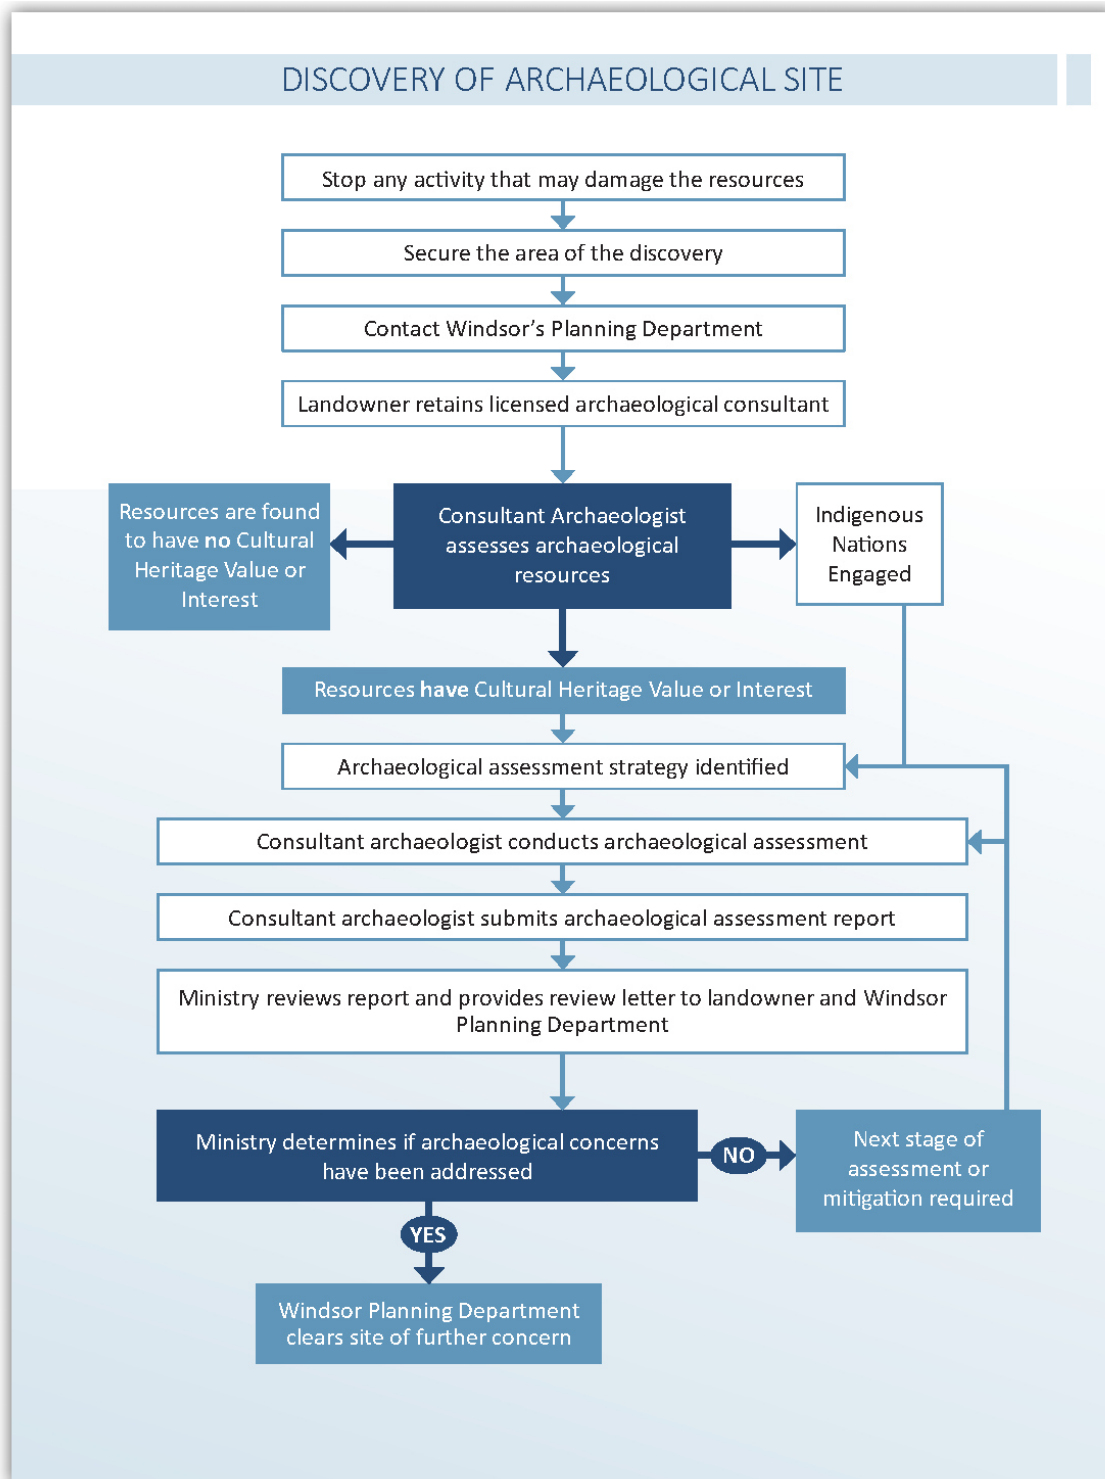 DISCOVERY OF ARCHAEOLOGICAL SITE
Stop any activity that may damage the resources
Secure the area of the discovery
Contact Windsor’s Planning Department
Landowner retains licensed archaeological consultant
Resources are found
to have no Cultural
Heritage Value or
Interest
Consultant Archaeologist
assesses archaeological
resources
Indigenous
Nations
Engaged
Resources have Cultural Heritage Value or Interest
Archaeological assessment strategy identified
Consultant archaeologist conducts archaeological assessment
Consultant archaeologist submits archaeological assessment report
Ministry reviews report and provides review letter to landowner and Windsor
Planning Department
Ministry determines if archaeological concerns
have been addressed
NO
Next stage of
assessment or
mitigation required
YES
Windsor Planning Department
clears site of further concern